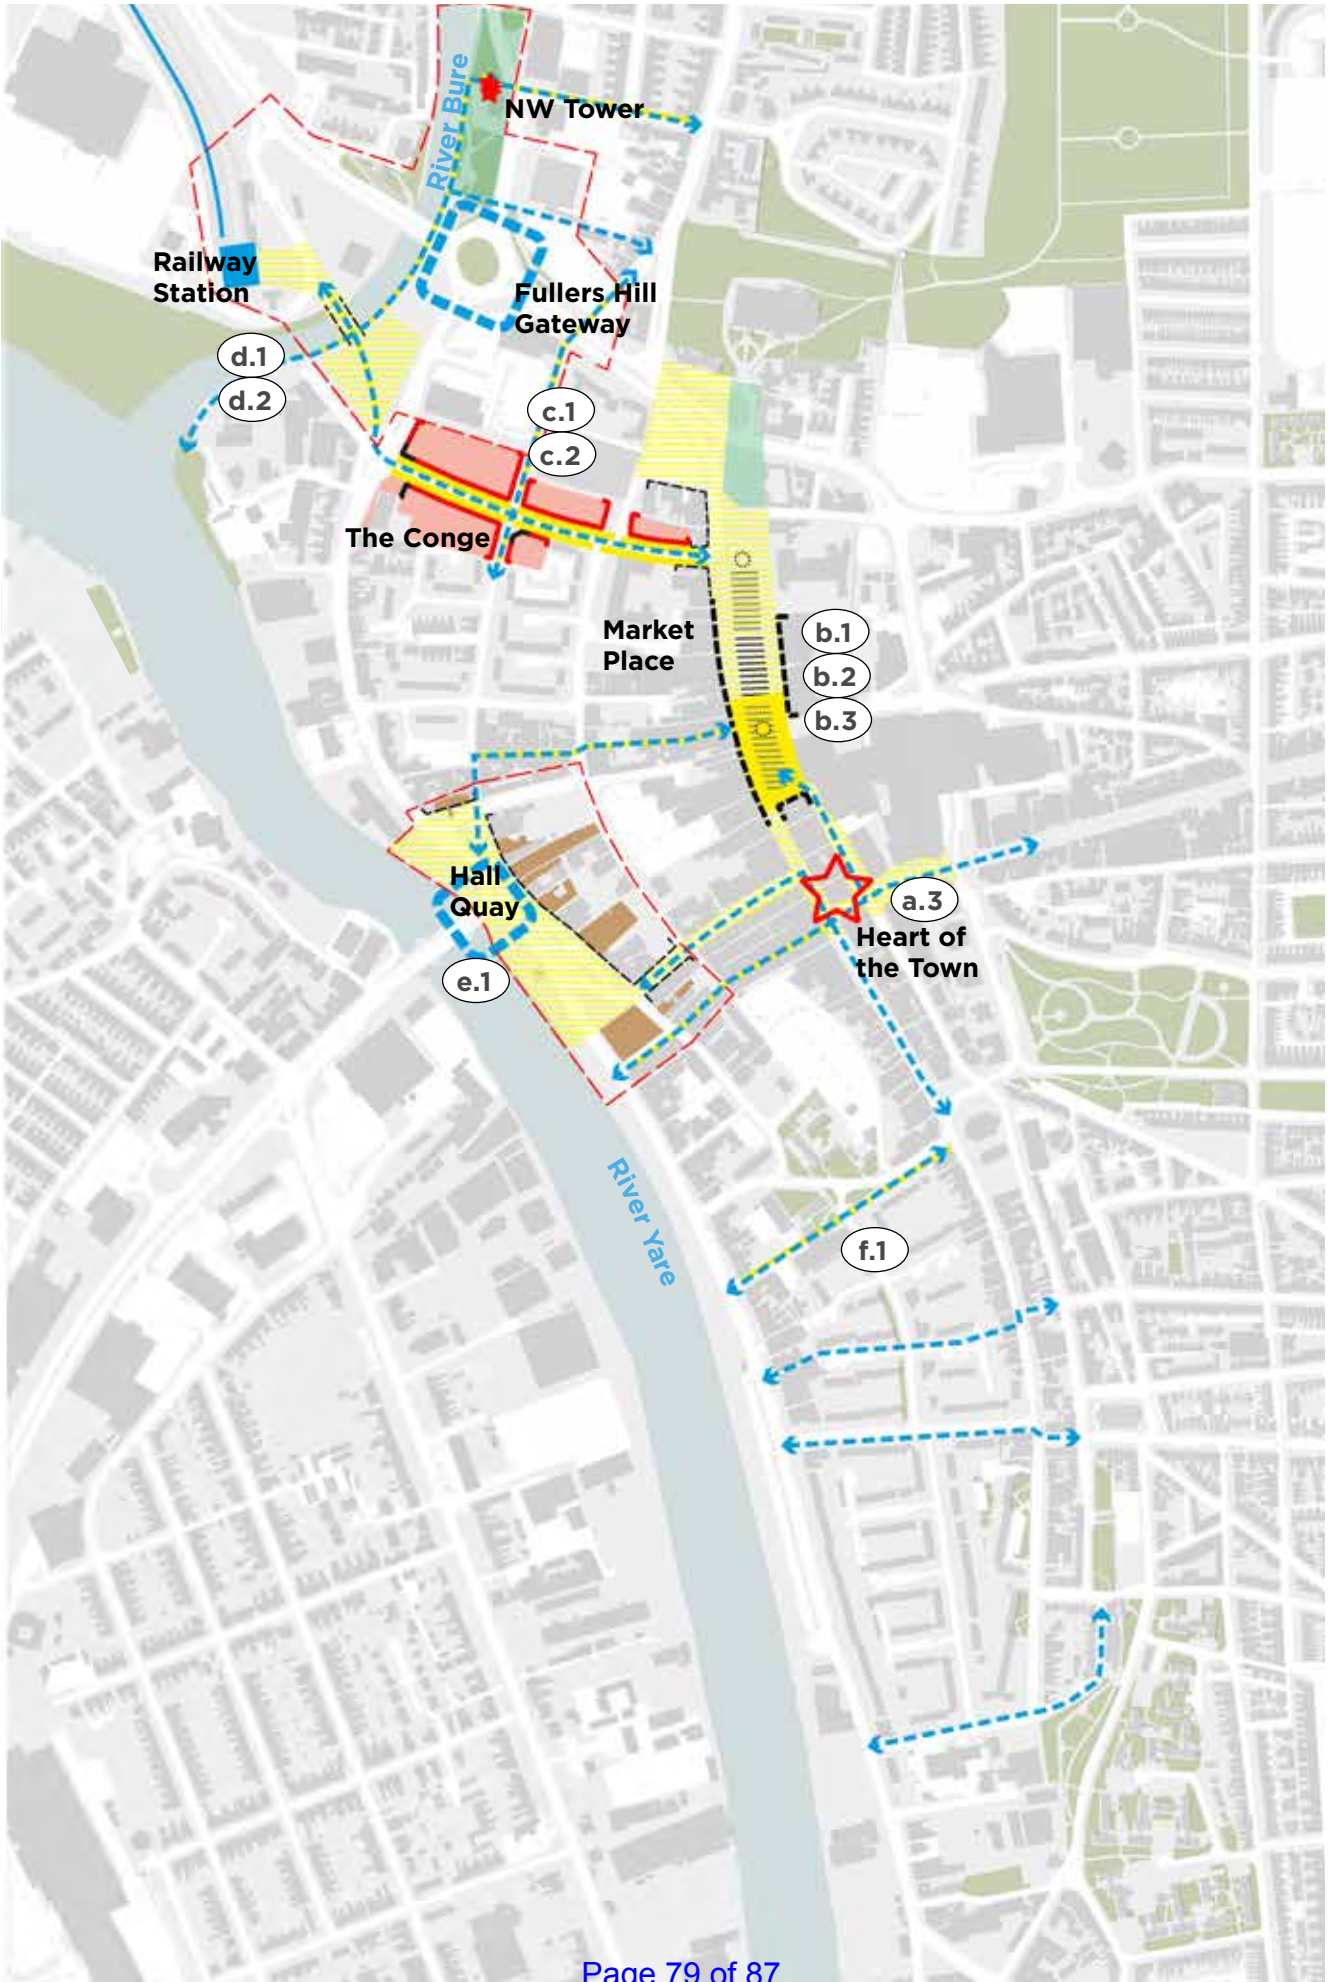 River Bure
NW Tower
Railway
Station
Fullers Hill
Gateway
d.1
d.2
c.1
c.2
The Conge
Market
Place
b.1
b.2
b.3
Hall
Quay
a.3
Heart of
the Town
e.1
River Yare
f.1
Page 79 of 87